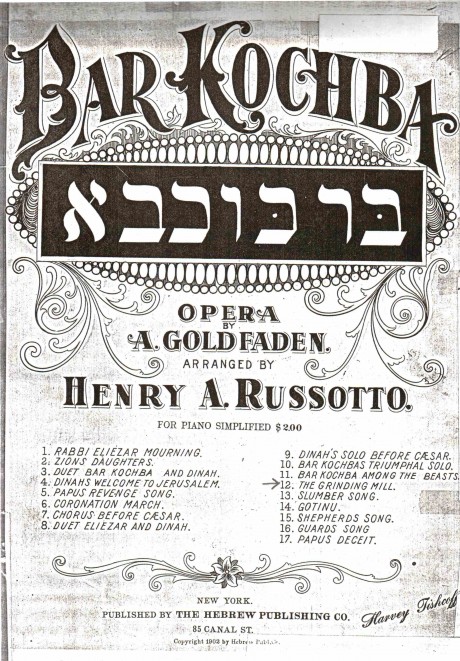 BAR KOCHBA
בר כוכבא
OPERA
BY
A. GOLDFADEN.
ARRANGED BY
HENRY A. RUSSOTTO.
FOR PIANO SIMPLIFIED $2.00
1. RABBI ELIEZAR MOURNING.
2. ZIONS DAUGHTERS.
3. DUET BAR KOCHBA AND DINAH.
4. DINAHS WELCOME TO JERUSALEM.
5. PAPUS REVENGE SONG.
6. CORONATION MARCH.
7. CHORUS BEFORE CÆSAR.
8. DUET ELIEZAR AND DINAH.
9. DINAH'S SOLO BEFORE CÆSAR.
10. BAR KOCHBAS TRIUMPHAL SOLO.
11. BAR KOCHBA AMONG THE BEASTS.
→12. THE GRINDING MILL.
13. SLUMBER SONG.
14. GOTINU.
15. SHEPHERDS SONG.
16. GUARDS SONG
17. PAPUS DECEIT.
NEW YORK.
PUBLISHED BY THE HEBREW PUBLISHING CO.
85 CANAL ST.
Copyright 1903 by Hebrew
Harvey